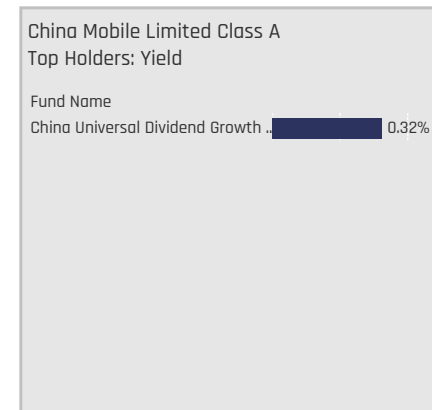 China Mobile Limited Class A
Top Holders: Yield
Fund Name
China Universal Dividend Growth .. 0.32%